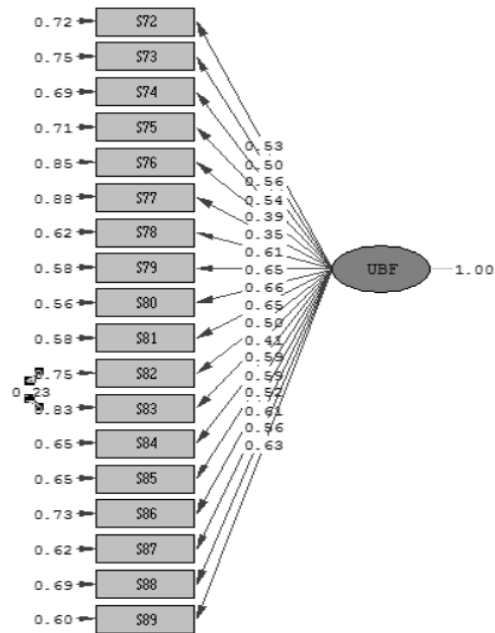 0.72 S72
0.75 S73
0.69 S74
0.71 S75
0.85 S76
0.88 S77
0.62 S78
0.58 S79
0.56 S80
0.58 S81
0.75 S82
0.23
0.83 S83
0.65 S84
0.65 S85
0.73 S86
0.62 S87
0.69 S88
0.60 S89
0.53
0.50
0.56
0.54
0.39
0.35
0.61
0.65
0.66
0.65
0.50
0.41
0.59
0.59
0.52
0.61
0.56
0.63
UBF 1.00